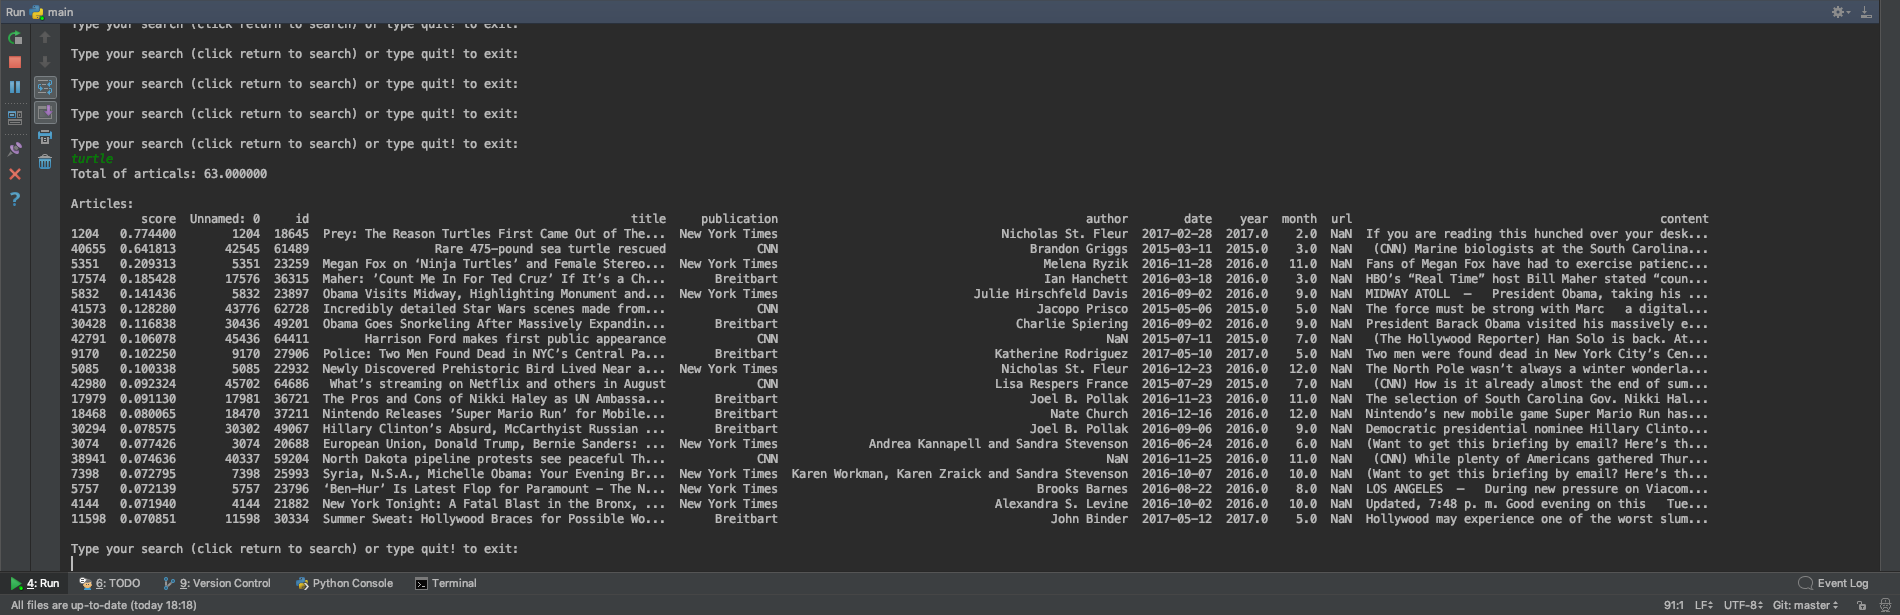 Run main
Type your search (click return to search) or type quit! to exit:
Type your search (click return to search) or type quit! to exit:
Type your search (click return to search) or type quit! to exit:
Type your search (click return to search) or type quit! to exit:
Type your search (click return to search) or type quit! to exit:
turtle
Total of articals: 63.000000
Articles:
score Unnamed: 0 id title publication author date year month url content
1204 0.774400 1204 18645 Prey: The Reason Turtles First Came Out of The... New York Times Nicholas St. Fleur 2017-02-28 2017.0 2.0 NaN If you are reading this hunched over your desk...
40655 0.641813 42545 61489 Rare 475-pound sea turtle rescued CNN Brandon Griggs 2015-03-11 2015.0 3.0 NaN (CNN) Marine biologists at the South Carolina...
5351 0.209313 5351 23259 Megan Fox on ‘Ninja Turtles’ and Female Stereo... New York Times Melena Ryzik 2016-11-28 2016.0 11.0 NaN Fans of Megan Fox have had to exercise patienc...
17574 0.185428 17576 36315 Maher: ‘Count Me In For Ted Cruz’ If It’s a Ch... Breitbart Ian Hanchett 2016-03-18 2016.0 3.0 NaN HBO’s “Real Time” host Bill Maher stated “coun...
5832 0.141436 5832 23897 Obama Visits Midway, Highlighting Monument and... New York Times Julie Hirschfeld Davis 2016-09-02 2016.0 9.0 NaN MIDWAY ATOLL — President Obama, taking his ...
41573 0.128280 43776 62728 Incredibly detailed Star Wars scenes made from... CNN Jacopo Prisco 2015-05-06 2015.0 5.0 NaN The force must be strong with Marc a digital...
30428 0.116838 30436 49201 Obama Goes Snorkeling After Massively Expandin... Breitbart Charlie Spiering 2016-09-02 2016.0 9.0 NaN President Barack Obama visited his massively e...
42791 0.106078 45436 64411 Harrison Ford makes first public appearance CNN NaN 2015-07-11 2015.0 7.0 NaN (The Hollywood Reporter) Han Solo is back. At...
9170 0.102250 9170 27906 Police: Two Men Found Dead in NYC’s Central Pa... Breitbart Katherine Rodriguez 2017-05-10 2017.0 5.0 NaN Two men were found dead in New York City’s Cen...
5085 0.100338 5085 22932 Newly Discovered Prehistoric Bird Lived Near a... New York Times Nicholas St. Fleur 2016-12-23 2016.0 12.0 NaN The North Pole wasn’t always a winter wonderla...
42980 0.092324 45702 64686 What’s streaming on Netflix and others in August CNN Lisa Respers France 2015-07-29 2015.0 7.0 NaN (CNN) How is it already almost the end of sum...
17979 0.091130 17981 36721 The Pros and Cons of Nikki Haley as UN Ambassa... Breitbart Joel B. Pollak 2016-11-23 2016.0 11.0 NaN The selection of South Carolina Gov. Nikki Hal...
18468 0.080065 18470 37211 Nintendo Releases ‘Super Mario Run’ for Mobile... Breitbart Nate Church 2016-12-16 2016.0 12.0 NaN Nintendo’s new mobile game Super Mario Run has...
30294 0.078575 30302 49067 Hillary Clinton’s Absurd, McCarthyist Russian ... Breitbart Joel B. Pollak 2016-09-06 2016.0 9.0 NaN Democratic presidential nominee Hillary Clinto...
3074 0.077426 3074 20688 European Union, Donald Trump, Bernie Sanders: ... New York Times Andrea Kannapell and Sandra Stevenson 2016-06-24 2016.0 6.0 NaN (Want to get this briefing by email? Here’s th...
38941 0.074636 40337 59204 North Dakota pipeline protests see peaceful Th... CNN NaN 2016-11-25 2016.0 11.0 NaN (CNN) While plenty of Americans gathered Thur...
7398 0.072795 7398 25993 Syria, N.S.A., Michelle Obama: Your Evening Br... New York Times Karen Workman, Karen Zraick and Sandra Stevenson 2016-10-07 2016.0 10.0 NaN (Want to get this briefing by email? Here’s th...
5757 0.072139 5757 23796 ‘Ben-Hur’ Is Latest Flop for Paramount - The N... New York Times Brooks Barnes 2016-08-22 2016.0 8.0 NaN LOS ANGELES — During new pressure on Viacom...
4144 0.071940 4144 21882 New York Tonight: A Fatal Blast in the Bronx, ... New York Times Alexandra S. Levine 2016-10-02 2016.0 10.0 NaN Updated, 7:48 p. m. Good evening on this Tue...
11598 0.070851 11598 30334 Summer Sweat: Hollywood Braces for Possible Wo... Breitbart John Binder 2017-05-12 2017.0 5.0 NaN Hollywood may experience one of the worst slum...
Type your search (click return to search) or type quit! to exit:
4: Run 6: TODO 9: Version Control Python Console Terminal Event Log
All files are up-to-date (today 18:18) 91:1 LF UTF-8 Git: master